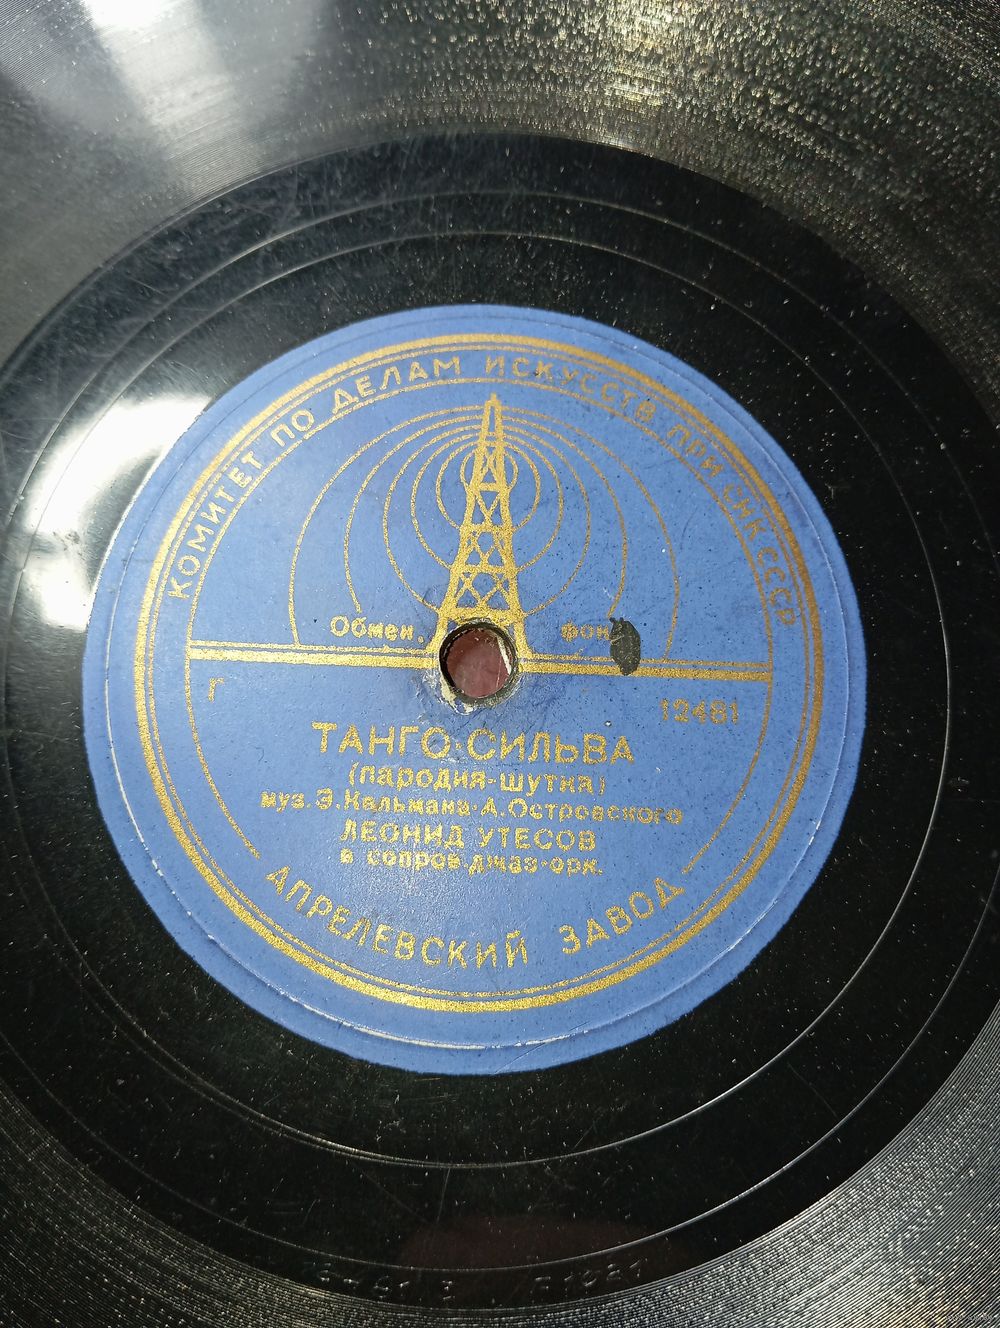 КОМИТЕТ ПО ДЕЛАМ ИСКУССТВ ПРИ СНК СССР
Обмен. фонд
Г 12481
ТАНГО-СИЛЬВА
(пародия-шутка)
муз. Э. Кальмана-А. Островского
ЛЕОНИД УТЕСОВ
в сопров. джаз-орк.
АПРЕЛЕВСКИЙ ЗАВОД